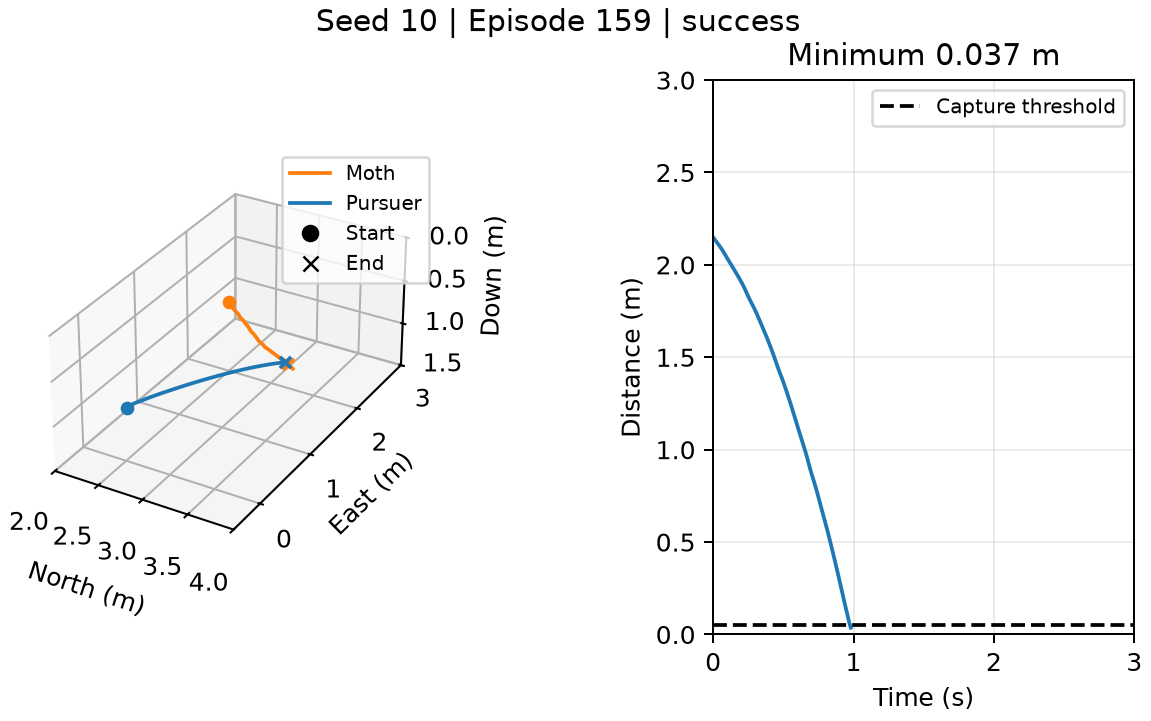 Seed 10 | Episode 159 | success
Moth
Pursuer
Start
End
0.0
0.5
1.0
1.5
Down (m)
3
2
1
0
East (m)
2.0
2.5
3.0
3.5
4.0
North (m)
Minimum 0.037 m
Capture threshold
3.0
2.5
2.0
1.5
1.0
0.5
0.0
Distance (m)
0
1
2
3
Time (s)